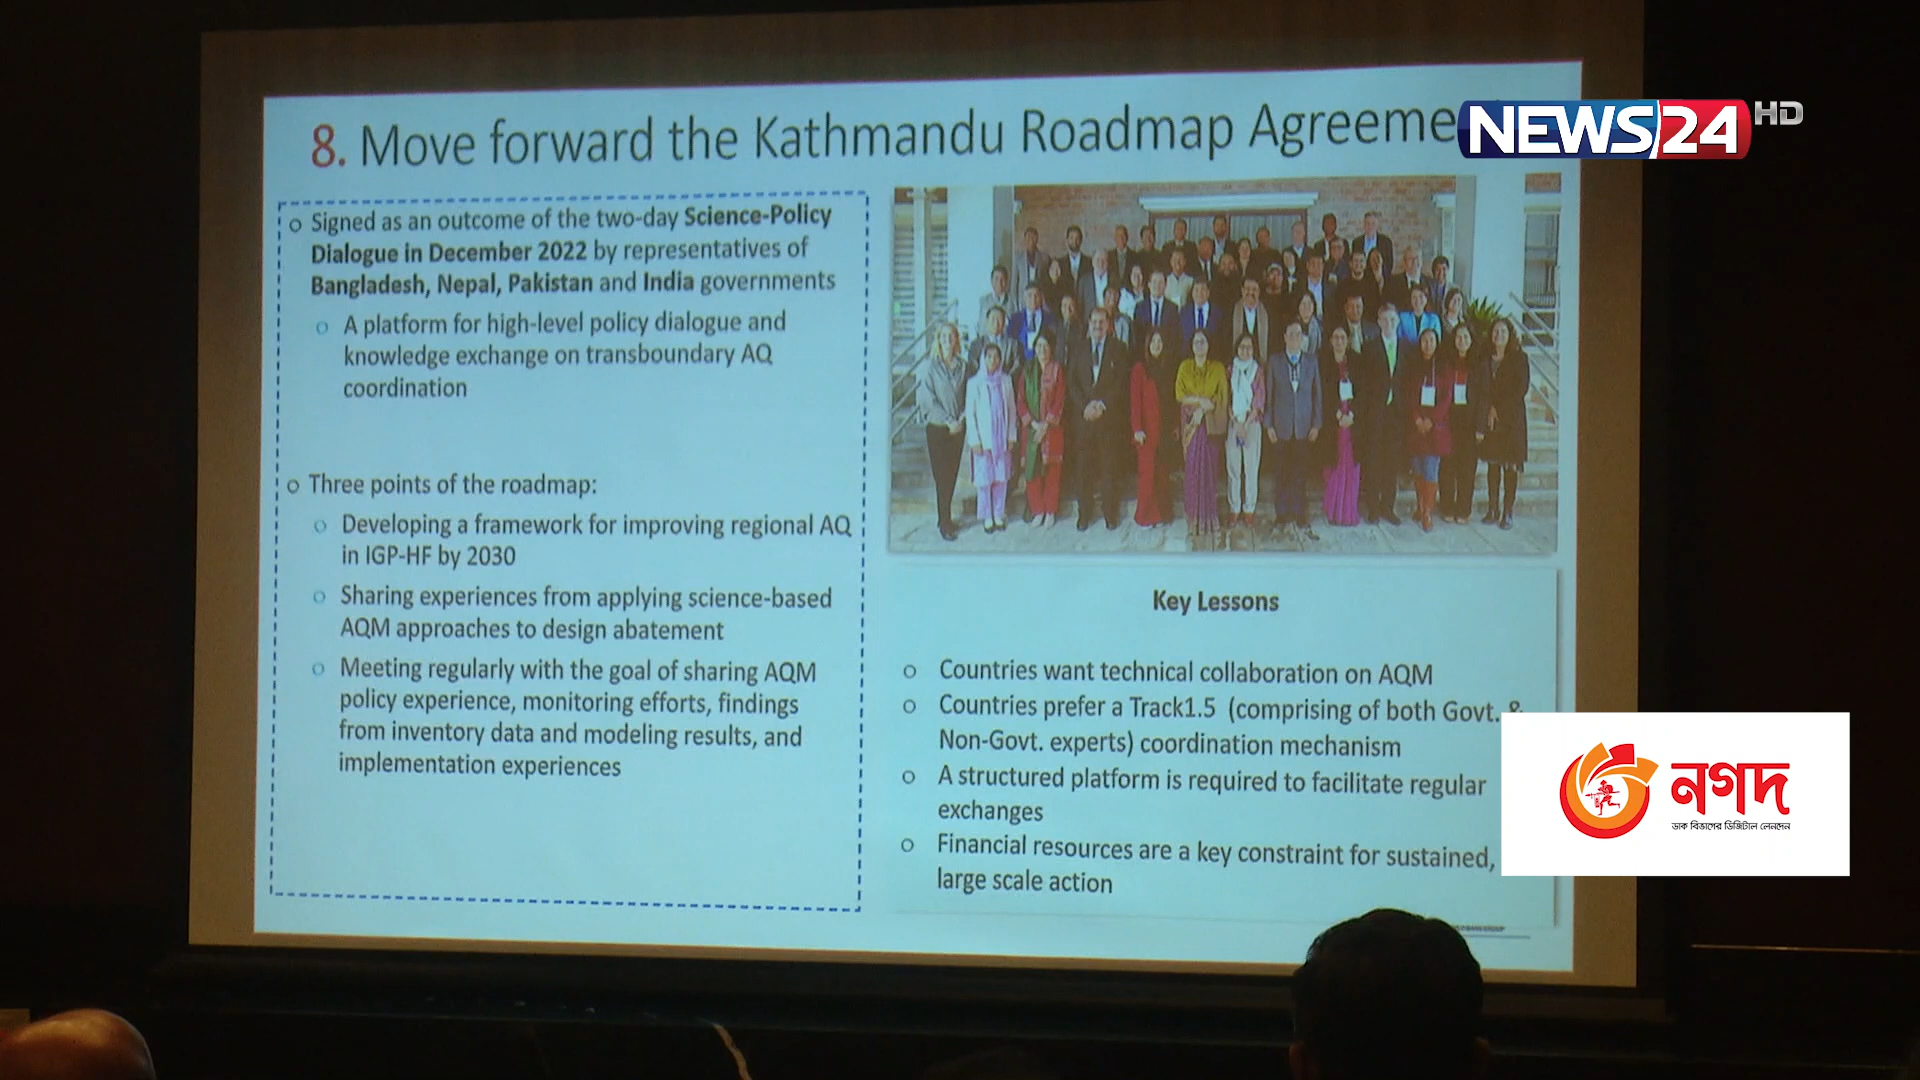 8. Move forward the Kathmandu Roadmap Agreeme
NEWS24 HD
○ Signed as an outcome of the two-day Science-Policy
Dialogue in December 2022 by representatives of
Bangladesh, Nepal, Pakistan and India governments
○ A platform for high-level policy dialogue and
knowledge exchange on transboundary AQ
coordination
○ Three points of the roadmap:
○ Developing a framework for improving regional AQ
in IGP-HF by 2030
○ Sharing experiences from applying science-based
AQM approaches to design abatement
○ Meeting regularly with the goal of sharing AQM
policy experience, monitoring efforts, findings
from inventory data and modeling results, and
implementation experiences
Key Lessons
○ Countries want technical collaboration on AQM
○ Countries prefer a Track1.5 (comprising of both Govt. &
Non-Govt. experts) coordination mechanism
○ A structured platform is required to facilitate regular
exchanges
○ Financial resources are a key constraint for sustained,
large scale action
নগদ
ডাক বিভাগের ডিজিটাল লেনদেন